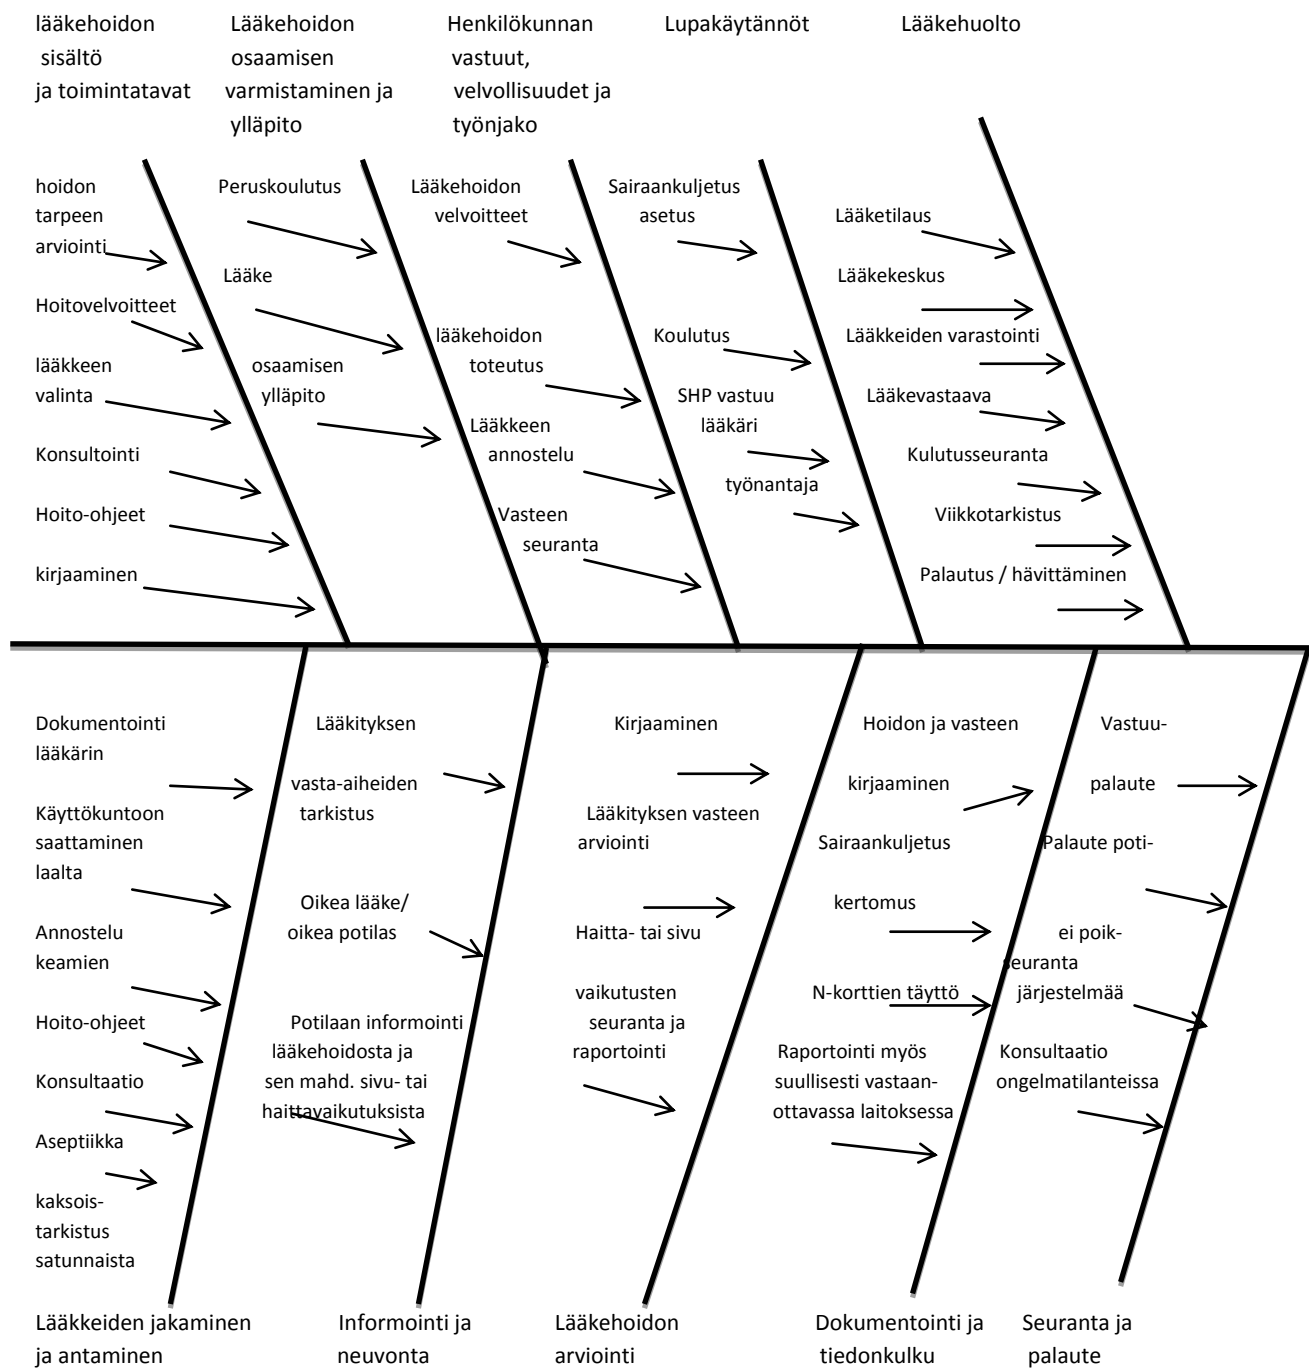 lääkehoidon
sisältö
ja toimintatavat
Lääkehoidon
osaamisen
varmistaminen ja
ylläpito
Henkilökunnan
vastuut,
velvollisuudet ja
työnjako
Lupakäytännöt
Lääkehuolto
hoidon
tarpeen
arviointi
Hoitovelvoitteet
lääkkeen
valinta
Konsultointi
Hoito-ohjeet
kirjaaminen
Peruskoulutus
Lääke
osaamisen
ylläpito
Lääkehoidon
velvoitteet
lääkehoidon
toteutus
Lääkkeen
annostelu
Vasteen
seuranta
Sairaankuljetus
asetus
Koulutus
SHP vastuu
lääkäri
työnantaja
Lääketilaus
Lääkekeskus
Lääkkeiden varastointi
Lääkevastaava
Kulutusseuranta
Viikkotarkistus
Palautus / hävittäminen
Dokumentointi
lääkärin
Käyttökuntoon
saattaminen
laalta
Annostelu
keamien
Hoito-ohjeet
Konsultaatio
Aseptiikka
kaksois-
tarkistus
satunnaista
Lääkityksen
vasta-aiheiden
tarkistus
Oikea lääke/
oikea potilas
Potilaan informointi
lääkehoidosta ja
sen mahd. sivu- tai
haittavaikutuksista
Kirjaaminen
Lääkityksen vasteen
arviointi
Haitta- tai sivu
vaikutusten
seuranta ja
raportointi
Hoidon ja vasteen
kirjaaminen
Sairaankuljetus
kertomus
N-korttien täyttö
Raportointi myös
suullisesti vastaan-
ottavassa laitoksessa
Vastuu-
palaute
Palaute poti-
ei poik-
seuranta
järjestelmää
Konsultaatio
ongelmatilanteissa
Lääkkeiden jakaminen
ja antaminen
Informointi ja
neuvonta
Lääkehoidon
arviointi
Dokumentointi ja
tiedonkulku
Seuranta ja
palaute